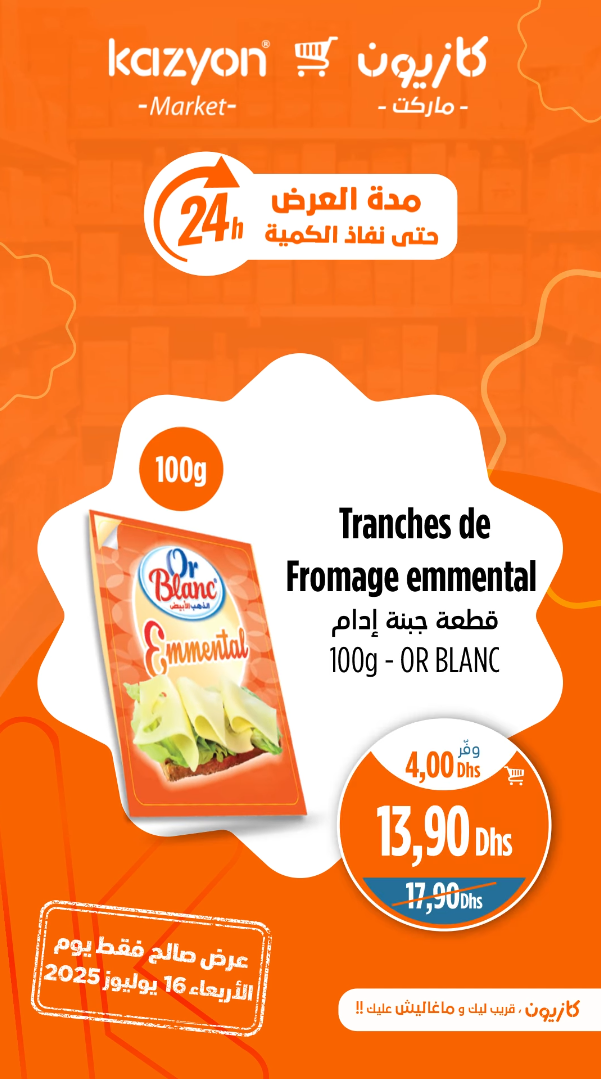 kazyon® كازيون
-Market- - ماركت -
24h
مدة العرض
حتى نفاذ الكمية
100g
Or
Blanc
الذهب الأبيض
Emmental
Tranches de
Fromage emmental
قطعة جبنة إدام
100g - OR BLANC
وفّر
4,00 Dhs
13,90 Dhs
17,90 Dhs
عرض صالح فقط يوم
الأربعاء 16 يوليوز 2025
كازيون ، قريب ليك و ماغاليش عليك !!